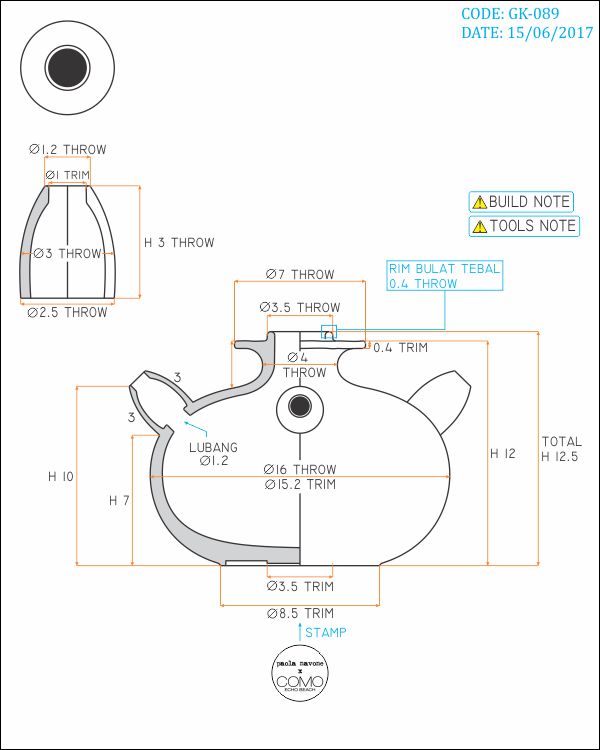 CODE: GK-089
DATE: 15/06/2017
Ø1.2 THROW
Ø1 TRIM
Ø3 THROW
H 3 THROW
Ø2.5 THROW
BUILD NOTE
TOOLS NOTE
RIM BULAT TEBAL
0.4 THROW
Ø7 THROW
Ø3.5 THROW
0.4 TRIM
Ø4
THROW
3
3
LUBANG
Ø1.2
Ø16 THROW
Ø15.2 TRIM
H 10
H 7
H 12
TOTAL
H 12.5
Ø3.5 TRIM
Ø8.5 TRIM
STAMP
paola navone
x
COMO
ECHO BEACH